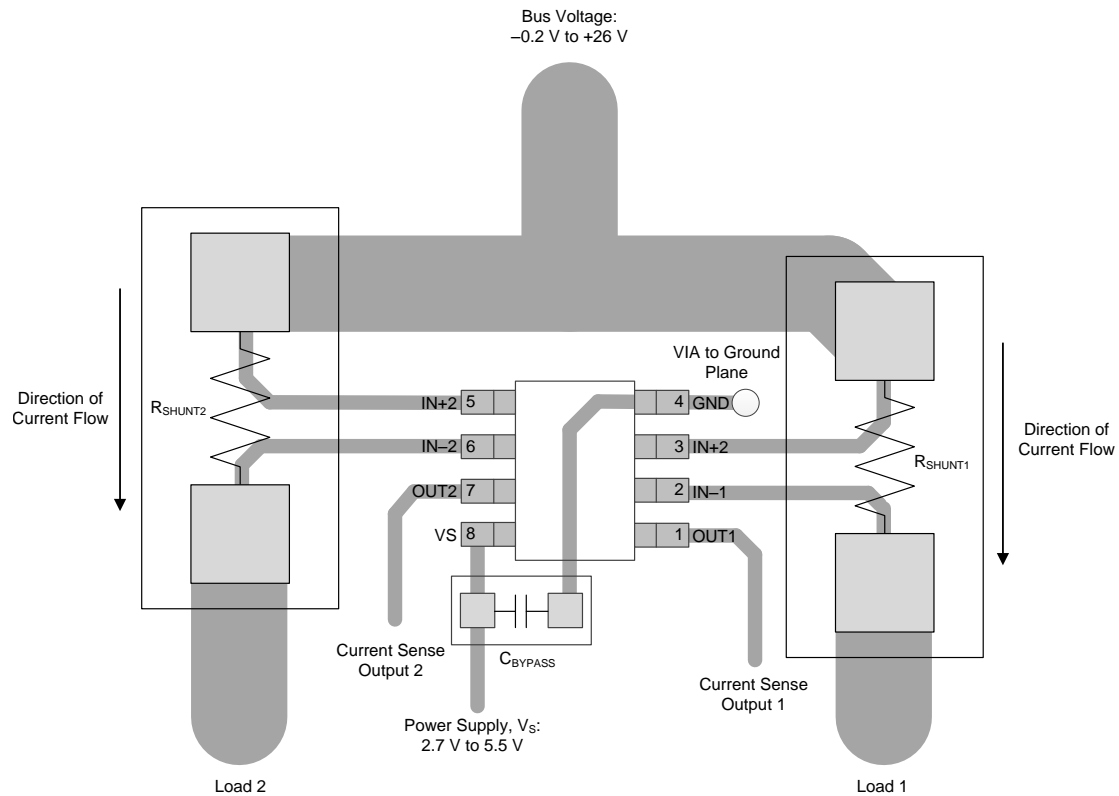 Bus Voltage:
–0.2 V to +26 V
VIA to Ground
Plane
Direction of
Current Flow
RSHUNT2
IN+2 5
4 GND
IN–2 6
3 IN+2
OUT2 7
2 IN–1
VS 8
1 OUT1
RSHUNT1
Direction of
Current Flow
CBYPASS
Current Sense
Output 2
Current Sense
Output 1
Power Supply, VS:
2.7 V to 5.5 V
Load 2
Load 1